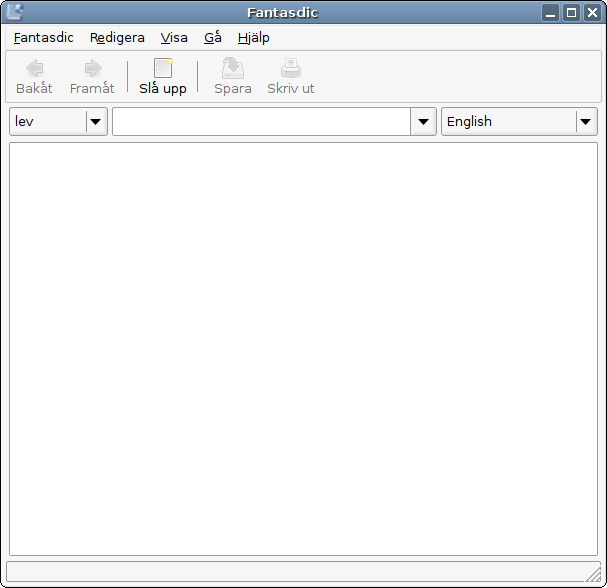 Fantasdic
Fantasdic Redigera Visa Gå Hjälp
Bakåt Framåt Slå upp Spara Skriv ut
lev English